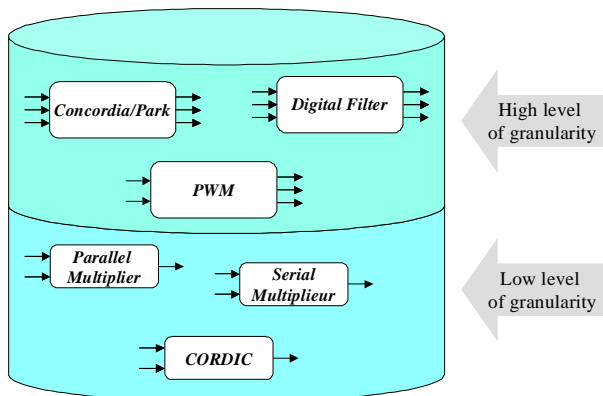 Concordia/Park
Digital Filter
High level
of granularity
PWM
Parallel
Multiplier
Serial
Multiplieur
Low level
of granularity
CORDIC